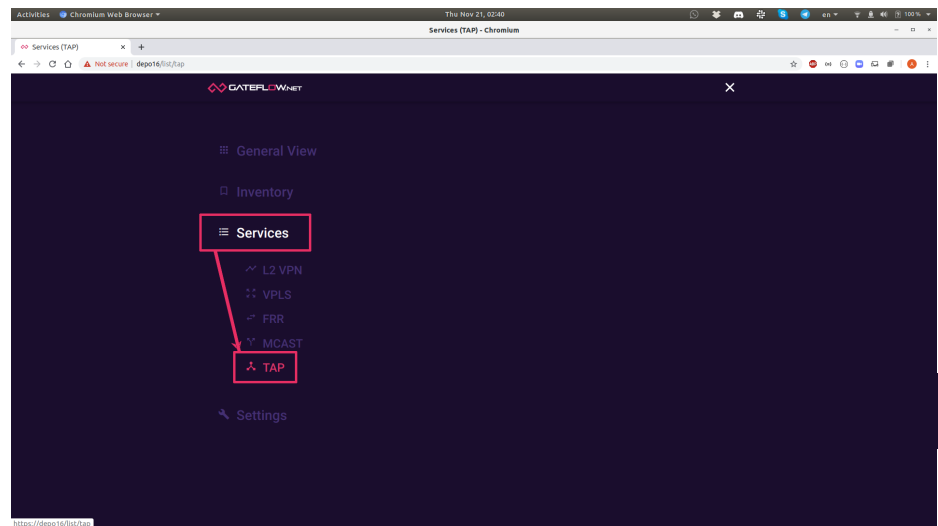 Activities Chromium Web Browser Thu Nov 21, 02:40 en 100 %
Services (TAP) - Chromium
Services (TAP)
Not secure depo16/list/tap
GATEFLOW.NET
General View
Inventory
Services
L2 VPN
VPLS
FRR
MCAST
TAP
Settings
https://depo16/list/tap